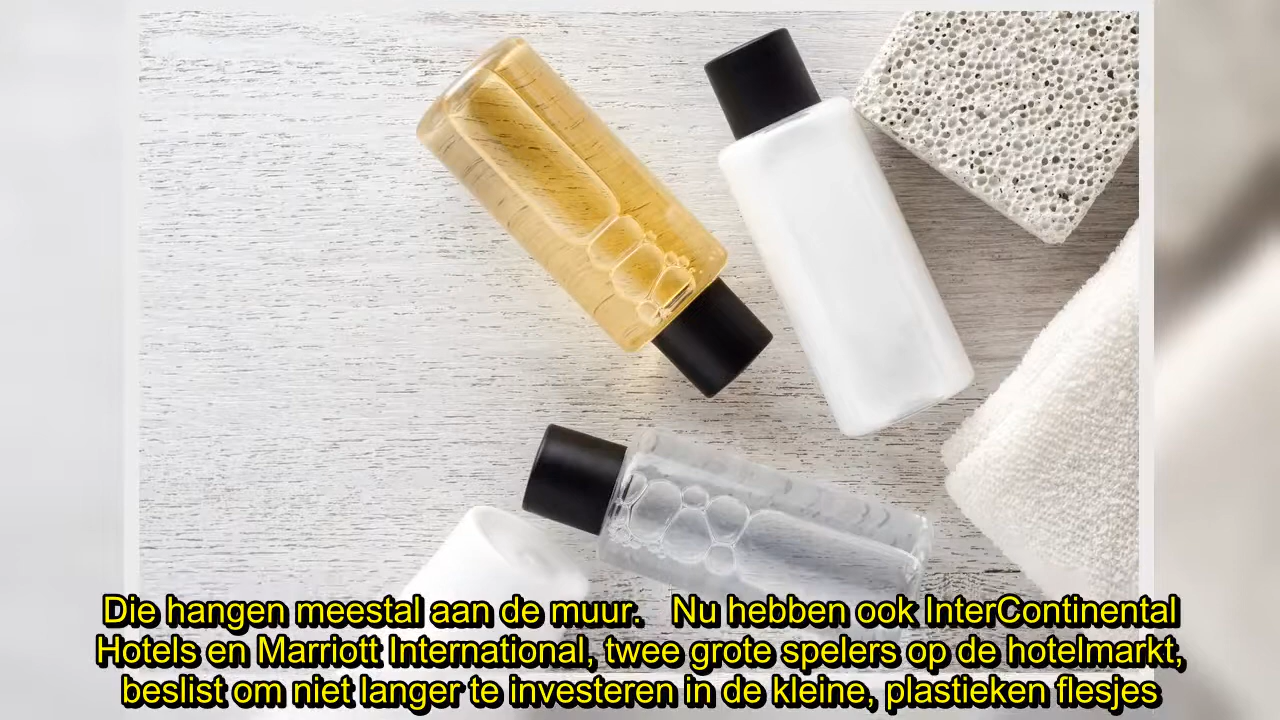 Die hangen meestal aan de muur.   Nu hebben ook InterContinental
Hotels en Marriott International, twee grote spelers op de hotelmarkt,
beslist om niet langer te investeren in de kleine, plastieken flesjes